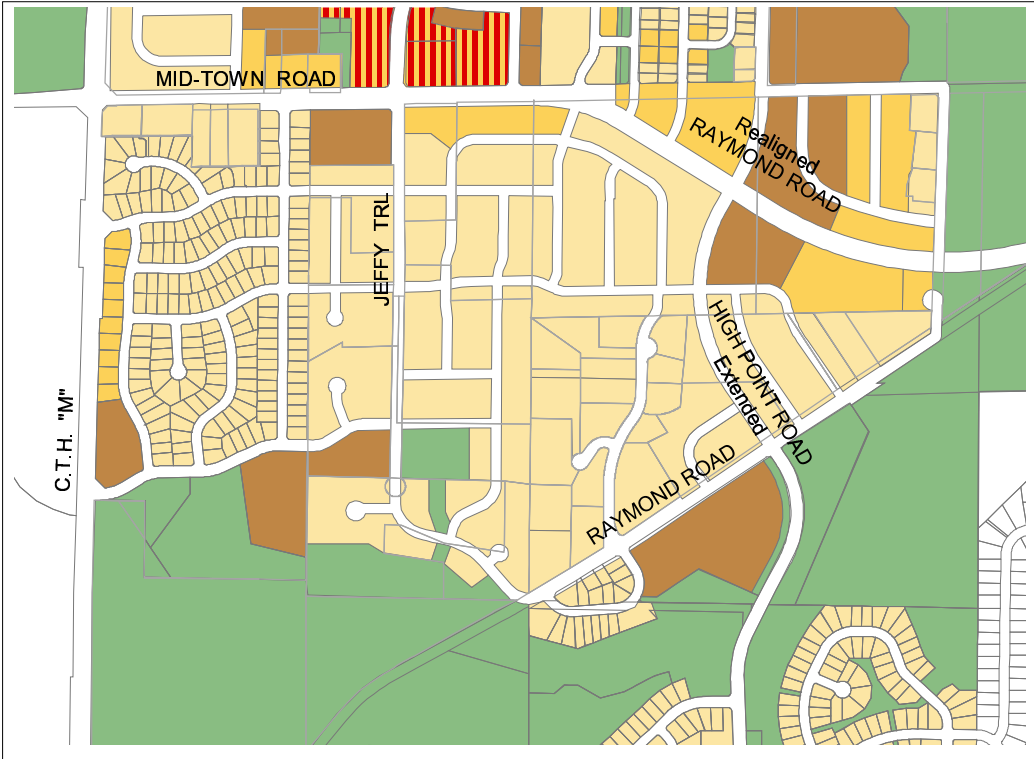 MID-TOWN ROAD
Realigned
RAYMOND ROAD
JEFFY TRL
HIGH POINT ROAD
Extended
C.T.H. "M"
RAYMOND ROAD